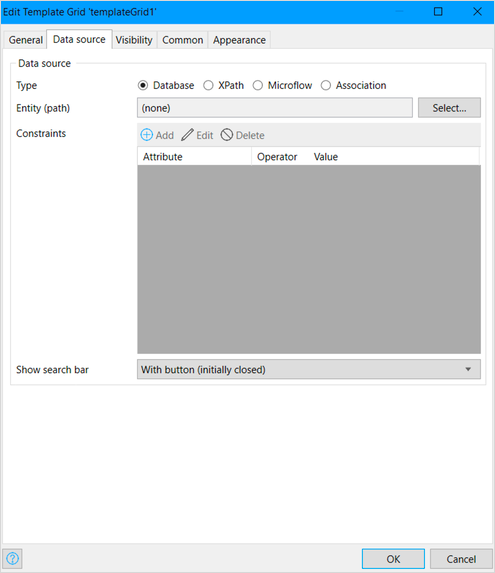 Edit Template Grid 'templateGrid1'
General Data source Visibility Common Appearance
Data source
Type Database XPath Microflow Association
Entity (path) (none) Select...
Constraints Add Edit Delete
Attribute Operator Value
Show search bar With button (initially closed)
? OK Cancel